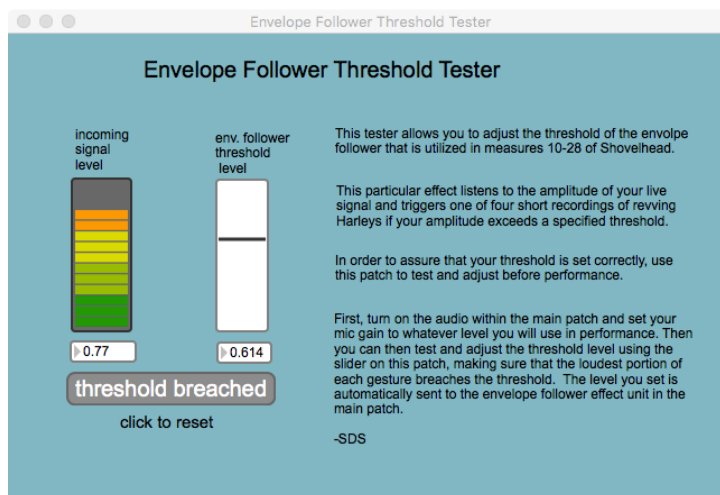 Envelope Follower Threshold Tester
Envelope Follower Threshold Tester
incoming
signal
level
env. follower
threshold
level
0.77
0.614
threshold breached
click to reset
This tester allows you to adjust the threshold of the envolpe
follower that is utilized in measures 10-28 of Shovelhead.
This particular effect listens to the amplitude of your live
signal and triggers one of four short recordings of revving
Harleys if your amplitude exceeds a specified threshold.
In order to assure that your threshold is set correctly, use
this patch to test and adjust before performance.
First, turn on the audio within the main patch and set your
mic gain to whatever level you will use in performance. Then
you can then test and adjust the threshold level using the
slider on this patch, making sure that the loudest portion of
each gesture breaches the threshold.  The level you set is
automatically sent to the envelope follower effect unit in the
main patch.
-SDS